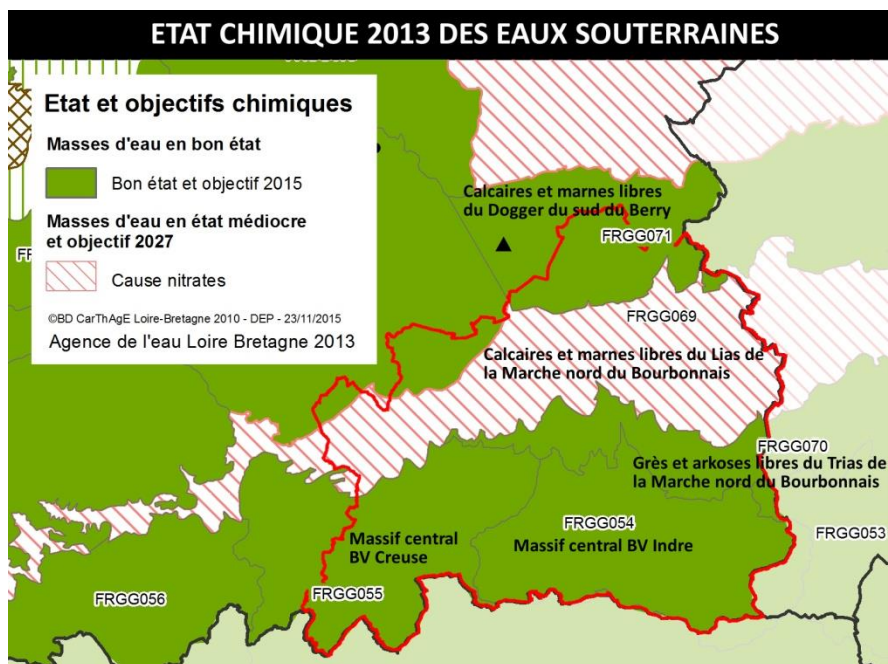 ETAT CHIMIQUE 2013 DES EAUX SOUTERRAINES
Etat et objectifs chimiques
Masses d'eau en bon état
Bon état et objectif 2015
Masses d'eau en état médiocre
et objectif 2027
Cause nitrates
©BD CarThAgE Loire-Bretagne 2010 - DEP - 23/11/2015
Agence de l'eau Loire Bretagne 2013
Calcaires et marnes libres
du Dogger du sud du Berry
FRGG071
FRGG069
Calcaires et marnes libres du Lias de
la Marche nord du Bourbonnais
FRGG070
Grès et arkoses libres du Trias de
la Marche nord du Bourbonnais
FRGG054
FRGG053
Massif central
BV Creuse
Massif central BV Indre
FRGG055
FRGG056